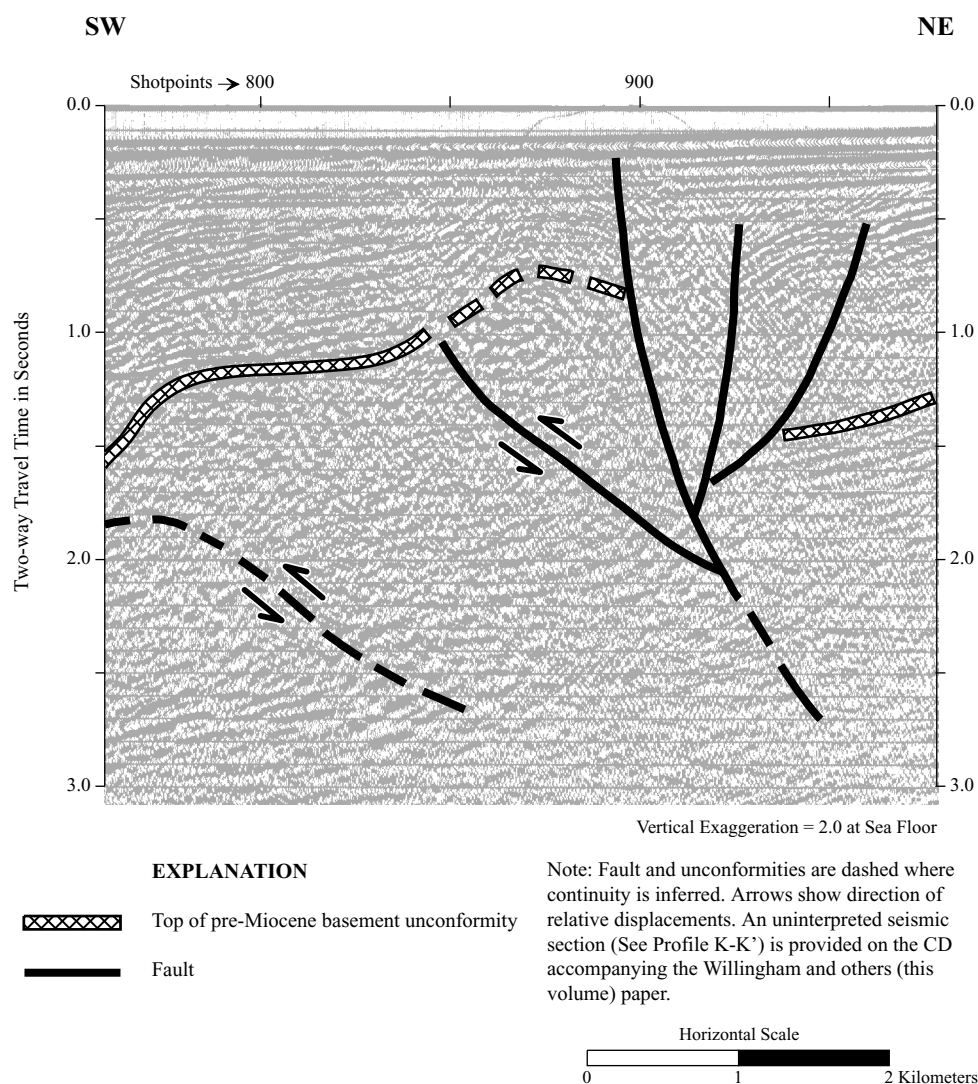 SW NE
Shotpoints → 800 900
0.0 0.0
1.0 1.0
Two-way Travel Time in Seconds
2.0 2.0
3.0 3.0
Vertical Exaggeration = 2.0 at Sea Floor
EXPLANATION
Top of pre-Miocene basement unconformity
Fault
Note: Fault and unconformities are dashed where
continuity is inferred. Arrows show direction of
relative displacements. An uninterpreted seismic
section (See Profile K-K’) is provided on the CD
accompanying the Willingham and others (this
volume) paper.
Horizontal Scale
0 1 2 Kilometers